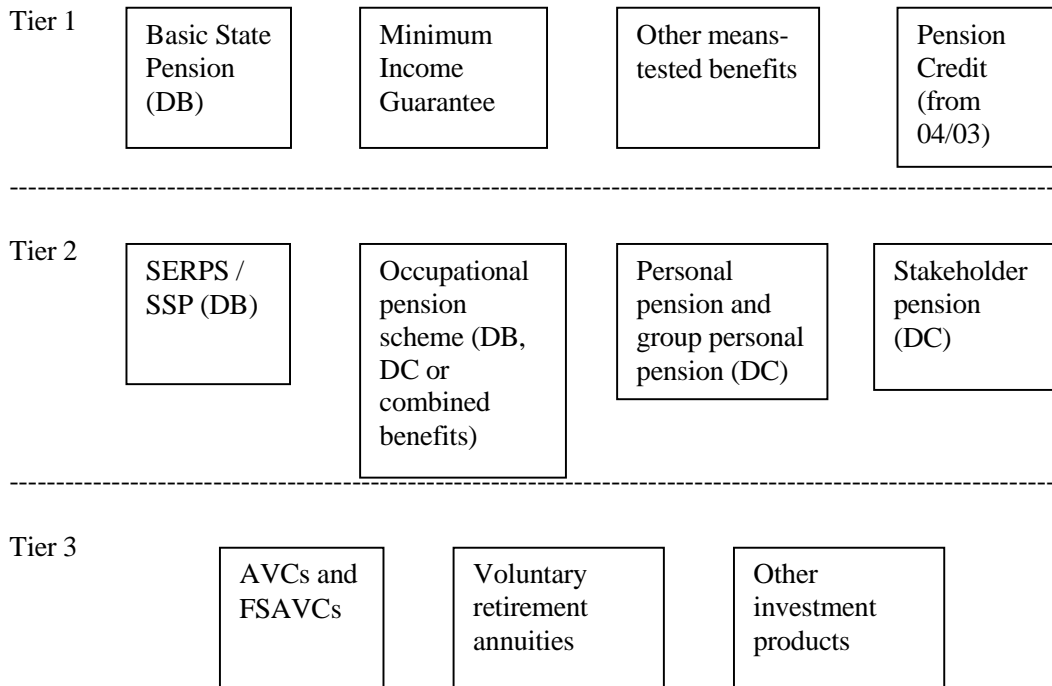 Tier 1
Basic State
Pension
(DB)
Minimum
Income
Guarantee
Other means-
tested benefits
Pension
Credit
(from
04/03)
Tier 2
SERPS /
SSP (DB)
Occupational
pension
scheme (DB,
DC or
combined
benefits)
Personal
pension and
group personal
pension (DC)
Stakeholder
pension
(DC)
Tier 3
AVCs and
FSAVCs
Voluntary
retirement
annuities
Other
investment
products